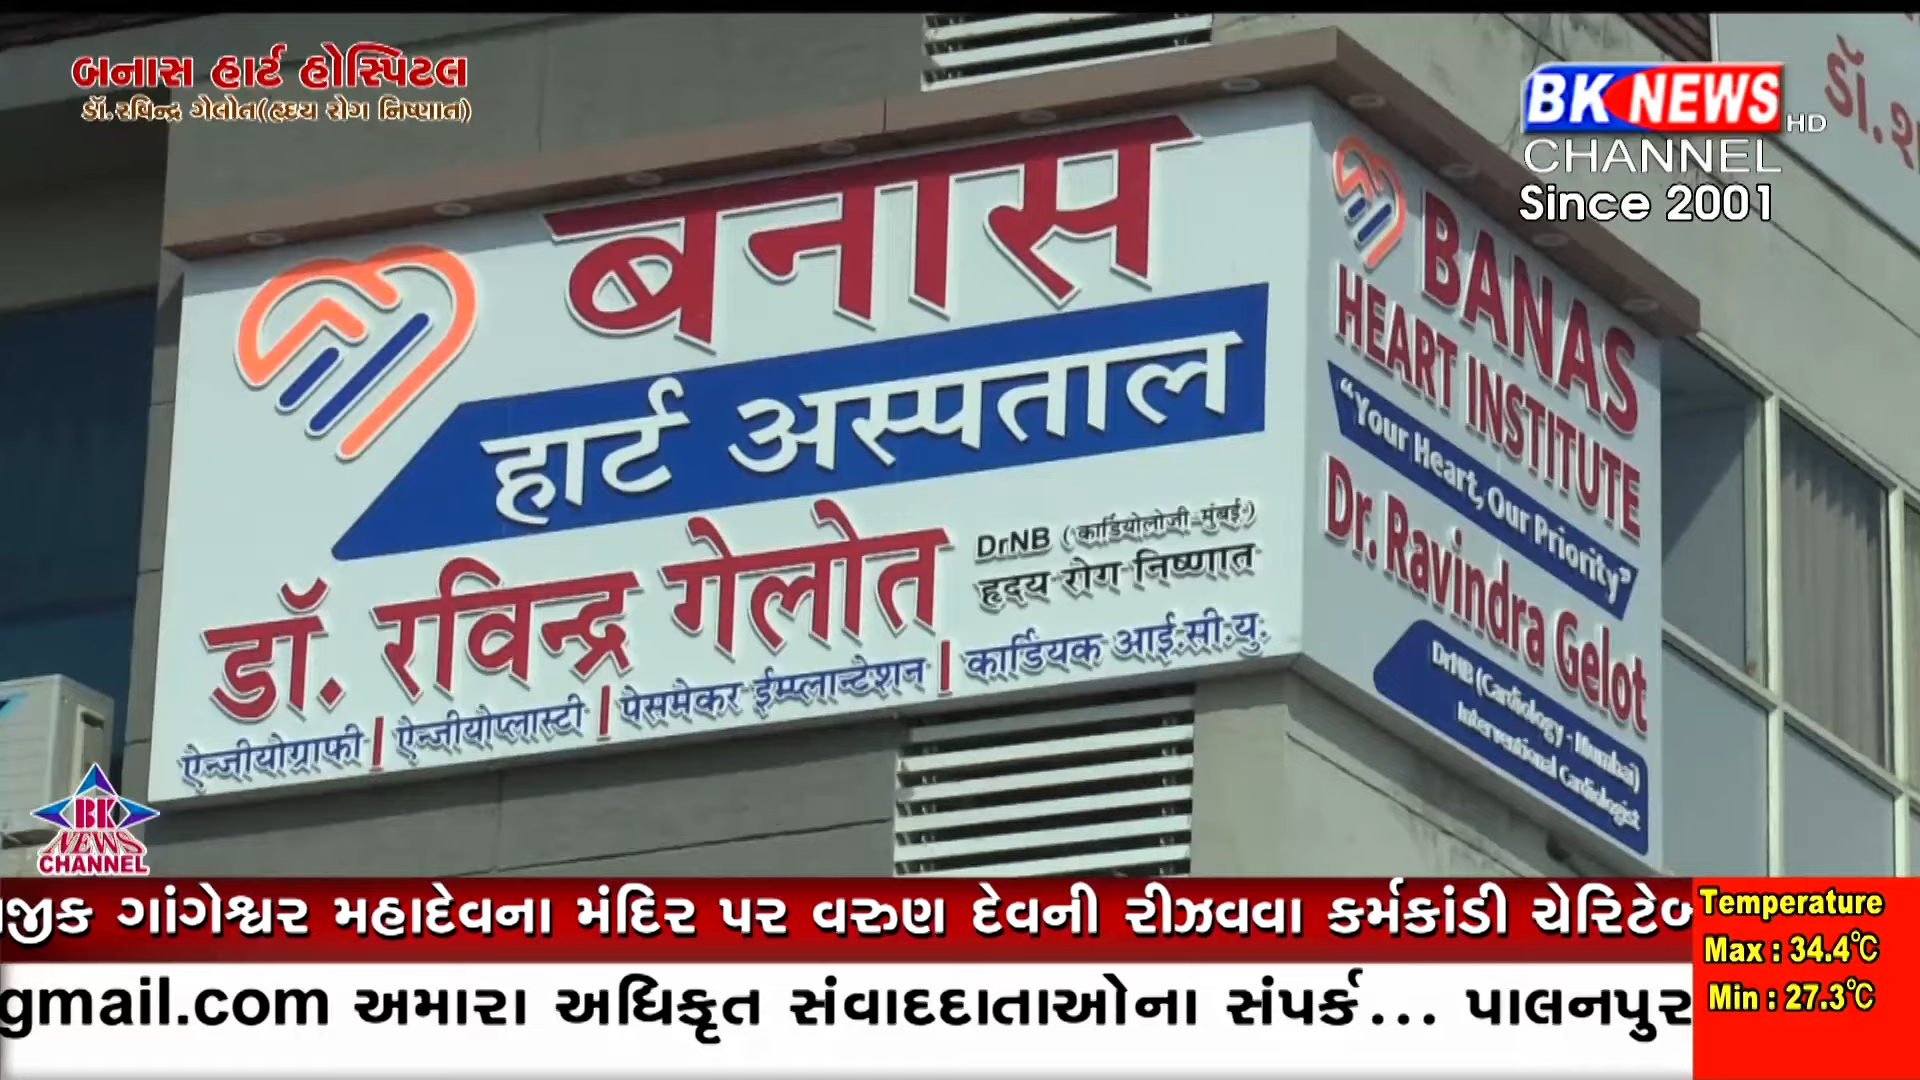 બનાસ હાર્ટ હોસ્પિટલ
ડૉ.રવિન્દ્ર ગેલોત(હૃદય રોગ નિષ્ણાત)
BK NEWS HD
CHANNEL
Since 2001
बनास
हार्ट अस्पताल
डॉ. रविन्द्र गेलोत
DrNB (कार्डियोलोजी-मुंबई)
हृदय रोग निष्णात
ऐन्जीयोग्राफी | ऐन्जीयोप्लास्टी | पेसमेकर ईम्प्लान्टेशन | कार्डियक आई.सी.यु.
BANAS
HEART INSTITUTE
"Your Heart, Our Priority"
Dr. Ravindra Gelot
DrNB (Cardiology - Mumbai)
Interventional Cardiologist
BK
NEWS
CHANNEL
ગાંગેશ્વર મહાદેવના મંદિર પર વરુણ દેવની રીઝવવા કર્મકાંડી
gmail.com અમારા અધિકૃત સંવાદદાતાઓના સંપર્ક... પાલનપુર
Temperature
Max : 34.4℃
Min : 27.3℃